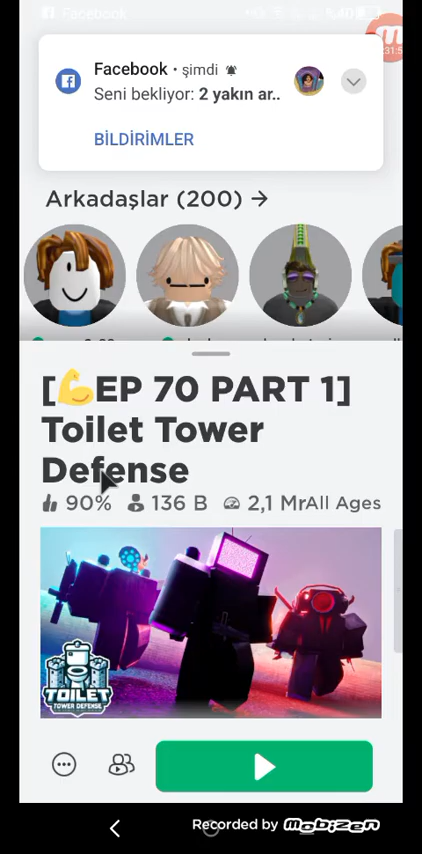 Facebook
Facebook • şimdi
Seni bekliyor: 2 yakın ar..
BİLDİRİMLER
Arkadaşlar (200) →
[💪EP 70 PART 1]
Toilet Tower
Defense
90% 136 B 2,1 Mr All Ages
TOILET
TOWER DEFENSE
Recorded by mobizen